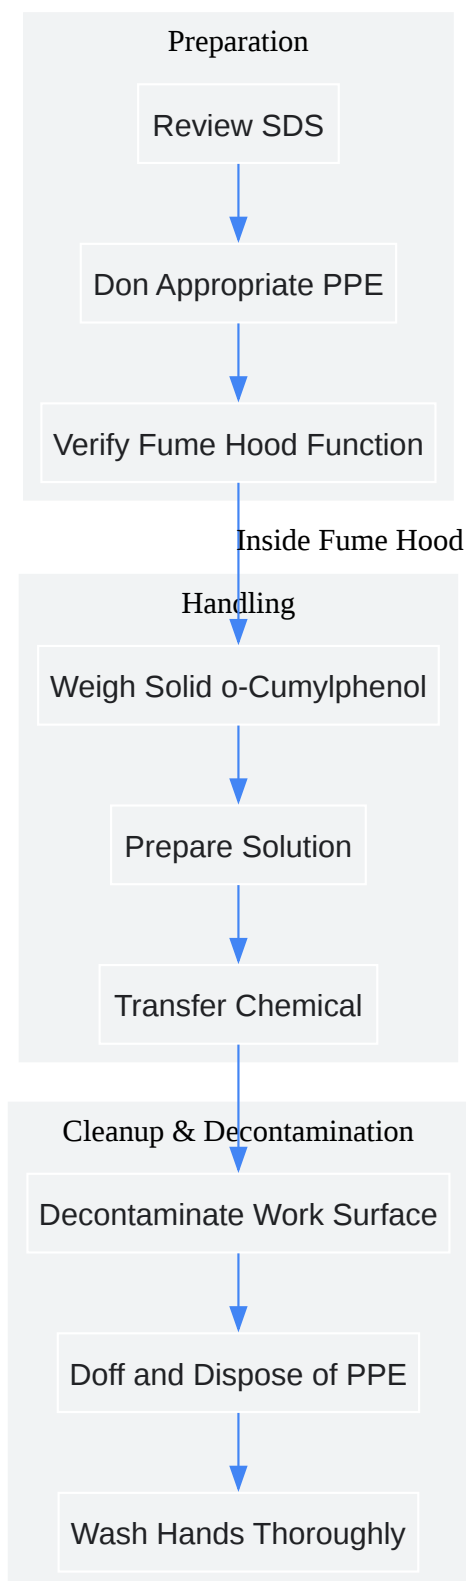 Preparation
Review SDS
Don Appropriate PPE
Verify Fume Hood Function
Inside Fume Hood
Handling
Weigh Solid o-Cumylphenol
Prepare Solution
Transfer Chemical
Cleanup & Decontamination
Decontaminate Work Surface
Doff and Dispose of PPE
Wash Hands Thoroughly